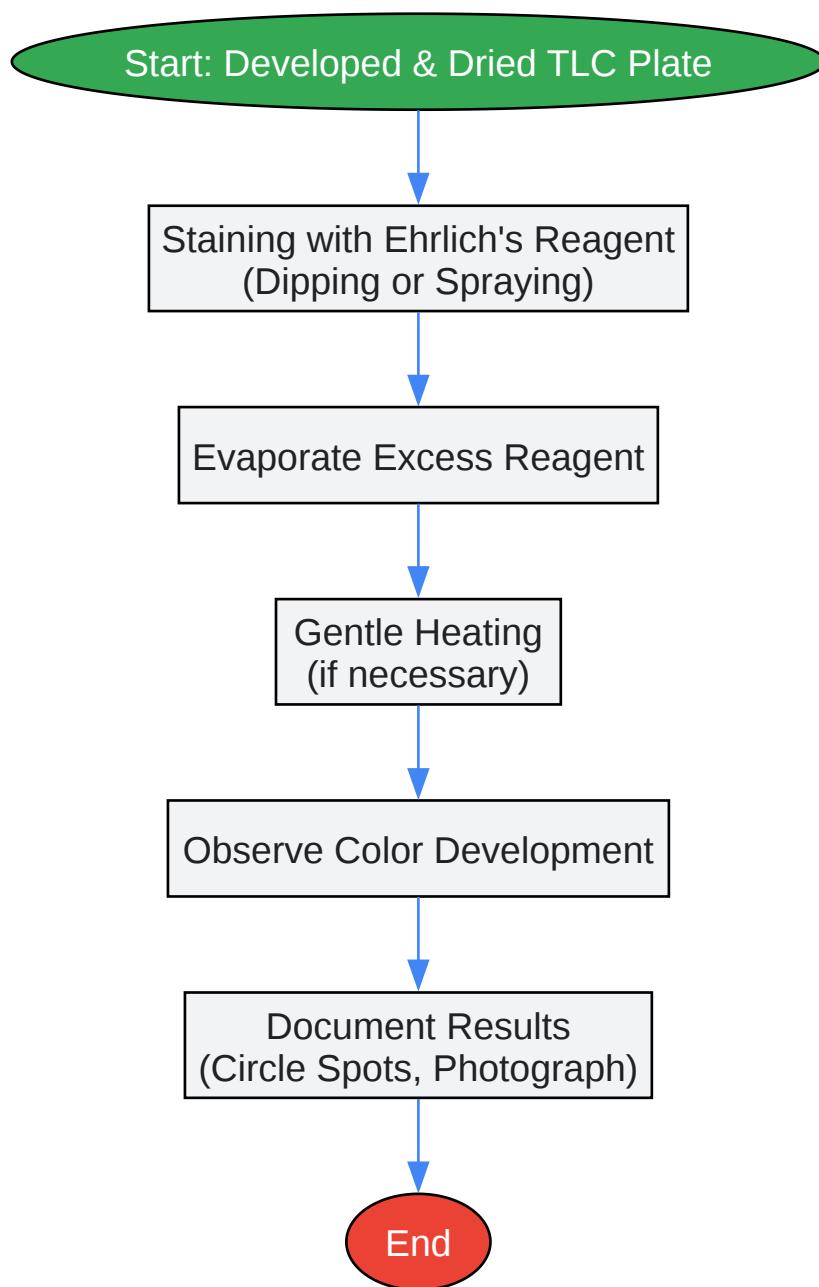 Start: Developed & Dried TLC Plate
Staining with Ehrlich's Reagent
(Dipping or Spraying)
Evaporate Excess Reagent
Gentle Heating
(if necessary)
Observe Color Development
Document Results
(Circle Spots, Photograph)
End